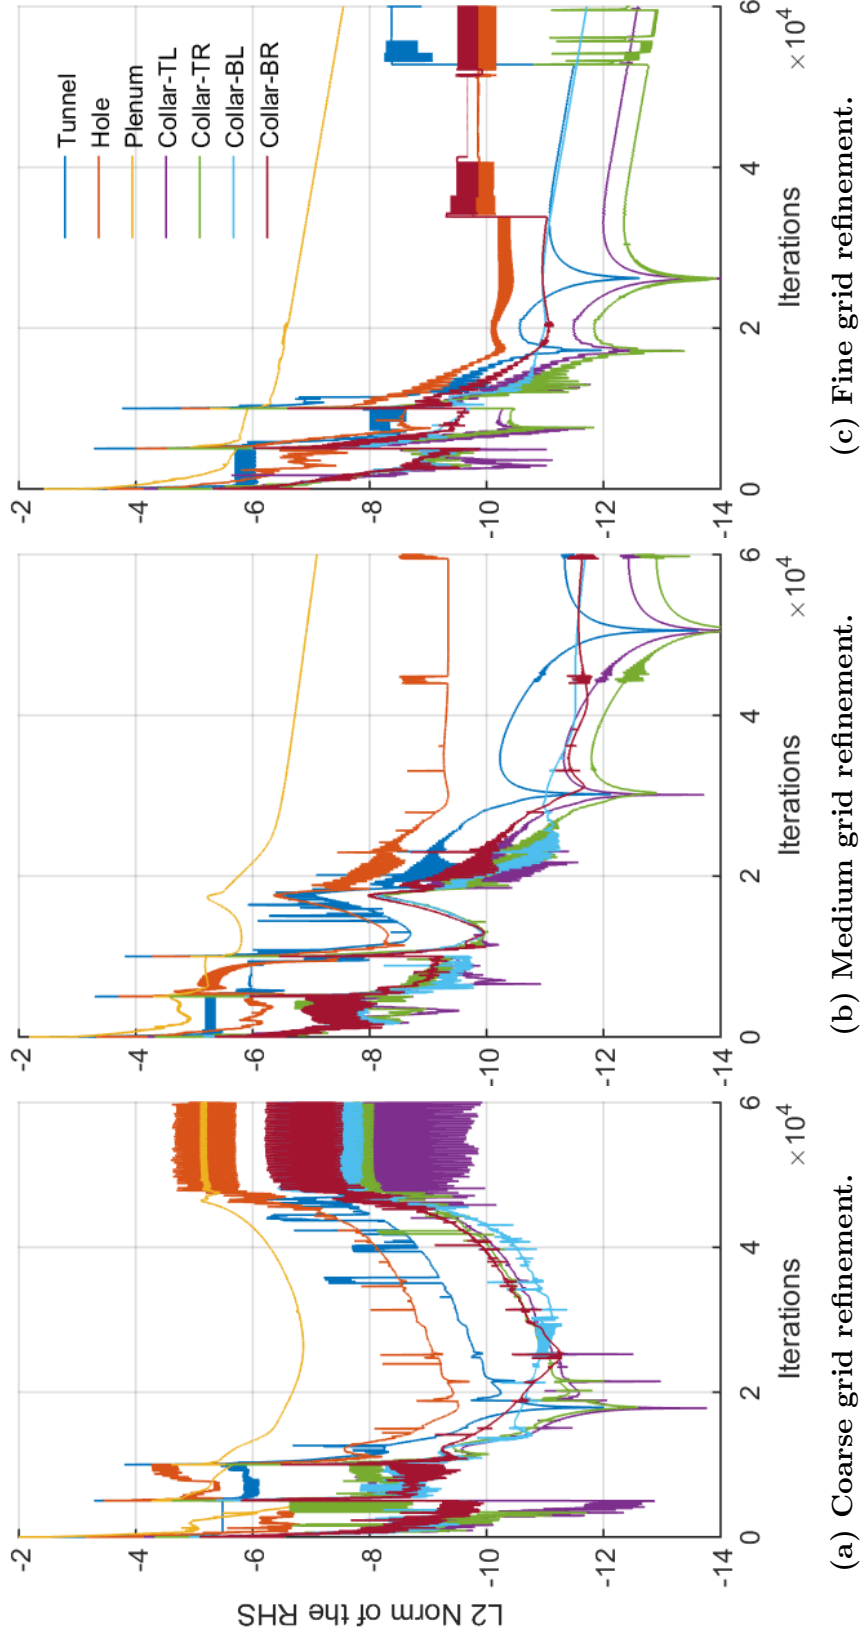 L2 Norm of the RHS
-2
-4
-6
-8
-10
-12
-14
0
2
4
6
×10⁴
Iterations
(a) Coarse grid refinement.
-2
-4
-6
-8
-10
-12
-14
0
2
4
6
×10⁴
Iterations
(b) Medium grid refinement.
-2
-4
-6
-8
-10
-12
-14
0
2
4
6
×10⁴
Iterations
Tunnel
Hole
Plenum
Collar-TL
Collar-TR
Collar-BL
Collar-BR
(c) Fine grid refinement.